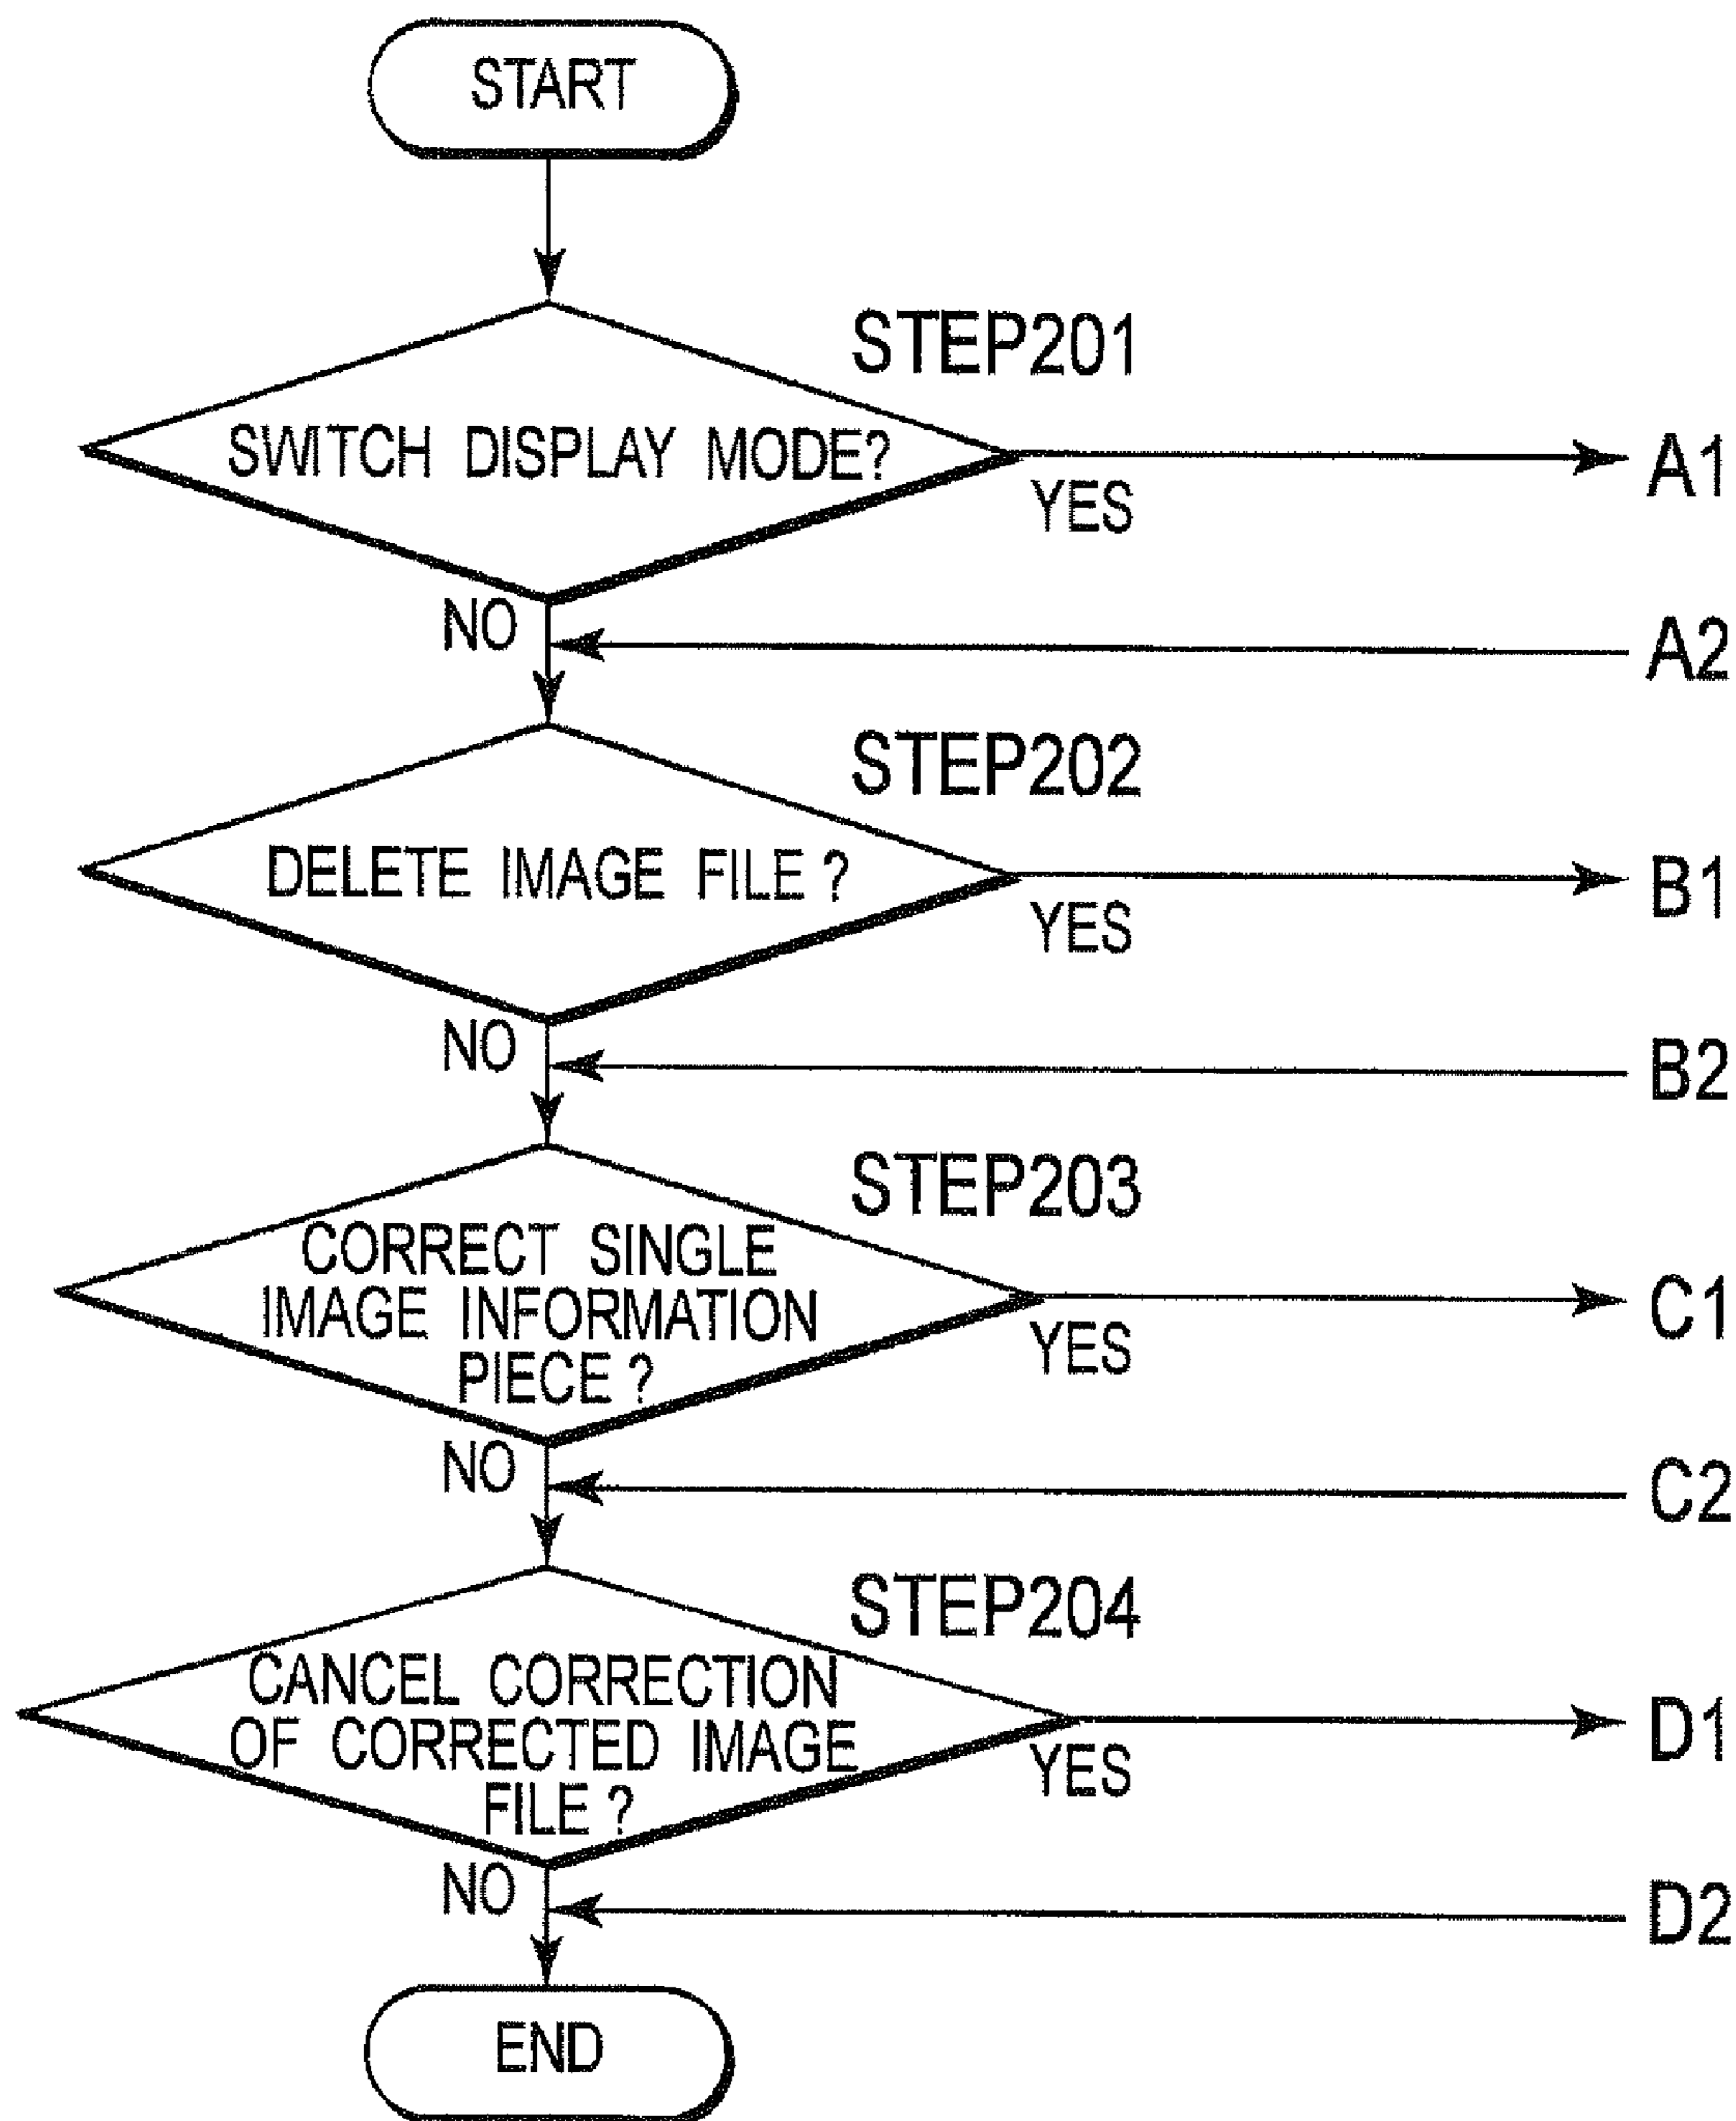 START
STEP201
SWITCH DISPLAY MODE?
YES
A1
NO
A2
STEP202
DELETE IMAGE FILE ?
YES
B1
NO
B2
STEP203
CORRECT SINGLE
IMAGE INFORMATION
PIECE ?
YES
C1
NO
C2
STEP204
CANCEL CORRECTION
OF CORRECTED IMAGE
FILE ?
YES
D1
NO
D2
END